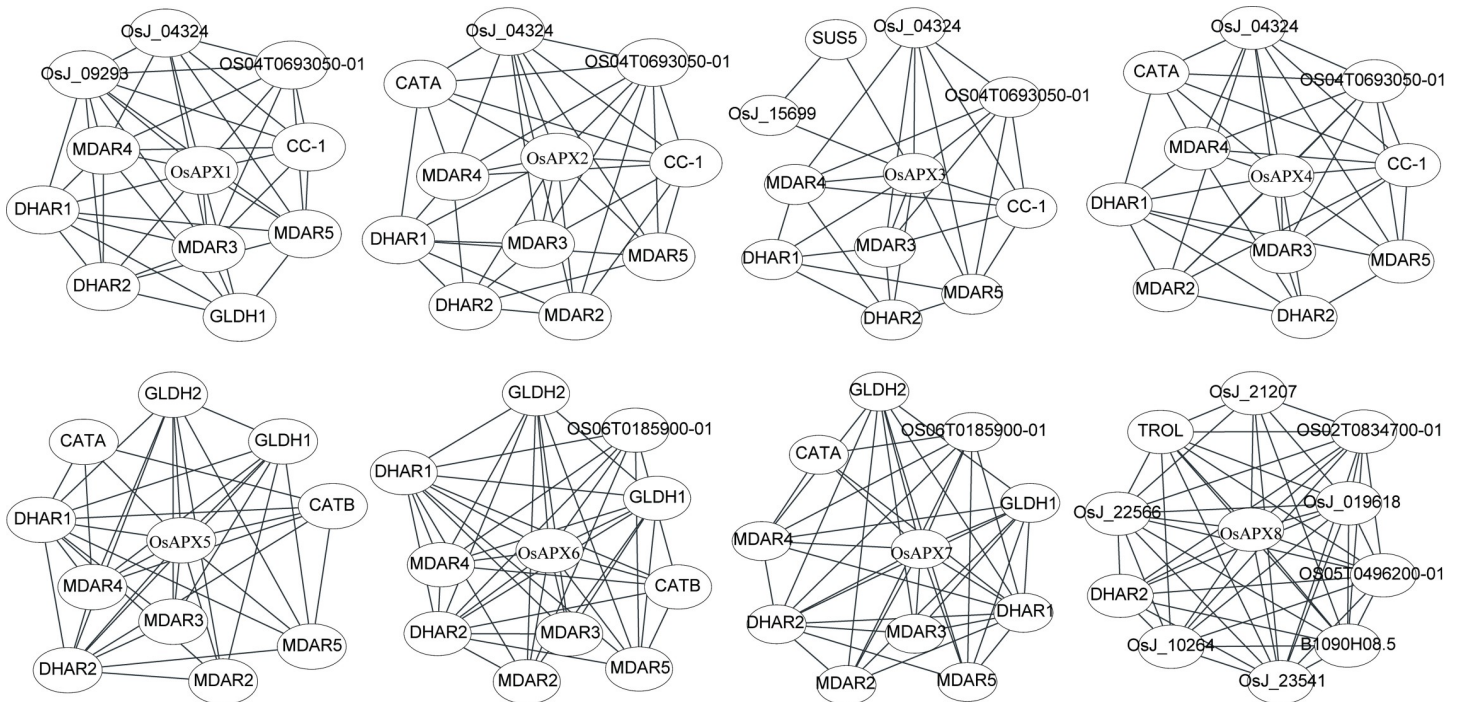 OsJ_04324
OS04T0693050-01
OsJ_09293
MDAR4
CC-1
OsAPX1
DHAR1
MDAR5
MDAR3
DHAR2
GLDH1
OsJ_04324
OS04T0693050-01
CATA
OsAPX2
CC-1
MDAR4
DHAR1
MDAR3
MDAR5
DHAR2
MDAR2
OsJ_04324
SUS5
OS04T0693050-01
OsJ_15699
OsAPX3
MDAR4
CC-1
MDAR3
DHAR1
MDAR5
DHAR2
OsJ_04324
CATA
OS04T0693050-01
MDAR4
CC-1
OsAPX4
DHAR1
MDAR3
MDAR5
MDAR2
DHAR2
GLDH2
CATA
GLDH1
CATB
DHAR1
OsAPX5
MDAR4
MDAR3
MDAR5
DHAR2
MDAR2
GLDH2
OS06T0185900-01
DHAR1
GLDH1
OsAPX6
MDAR4
CATB
DHAR2
MDAR3
MDAR5
MDAR2
GLDH2
OS06T0185900-01
CATA
GLDH1
MDAR4
OsAPX7
DHAR1
DHAR2
MDAR3
MDAR2
MDAR5
OsJ_21207
TROL
OS02T0834700-01
OsJ_019618
OsJ_22566
OsAPX8
OS05T0496200-01
DHAR2
OsJ_10264
B1090H08.5
OsJ_23541